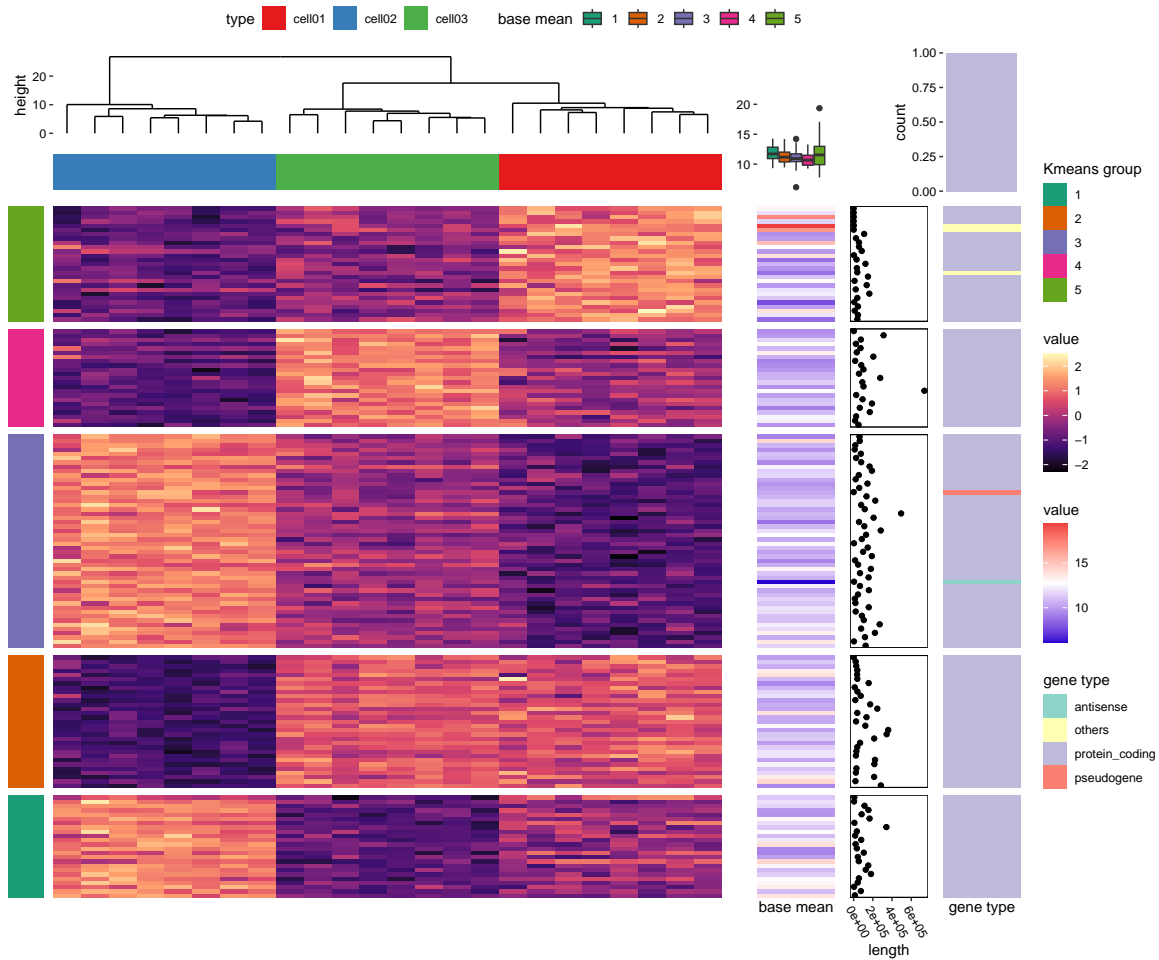 type cell01 cell02 cell03 base mean 1 2 3 4 5
height
20
10
0
20
15
10
count
1.00
0.75
0.50
0.25
0.00
Kmeans group
1
2
3
4
5
value
2
1
0
−1
−2
value
15
10
gene type
antisense
others
protein_coding
pseudogene
base mean
0e+00 2e+05 4e+05 6e+05
length
gene type